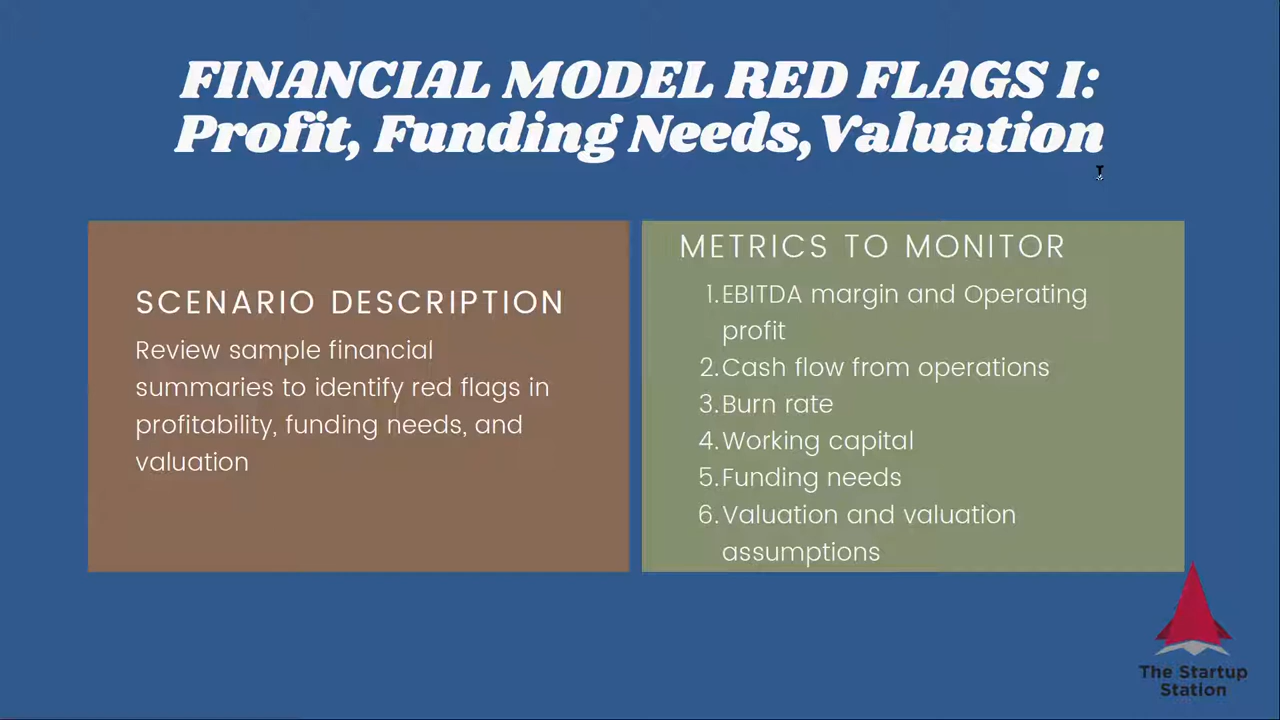 FINANCIAL MODEL RED FLAGS I:
Profit, Funding Needs, Valuation
SCENARIO DESCRIPTION
Review sample financial
summaries to identify red flags in
profitability, funding needs, and
valuation
METRICS TO MONITOR
1. EBITDA margin and Operating
profit
2. Cash flow from operations
3. Burn rate
4. Working capital
5. Funding needs
6. Valuation and valuation
assumptions
The Startup
Station